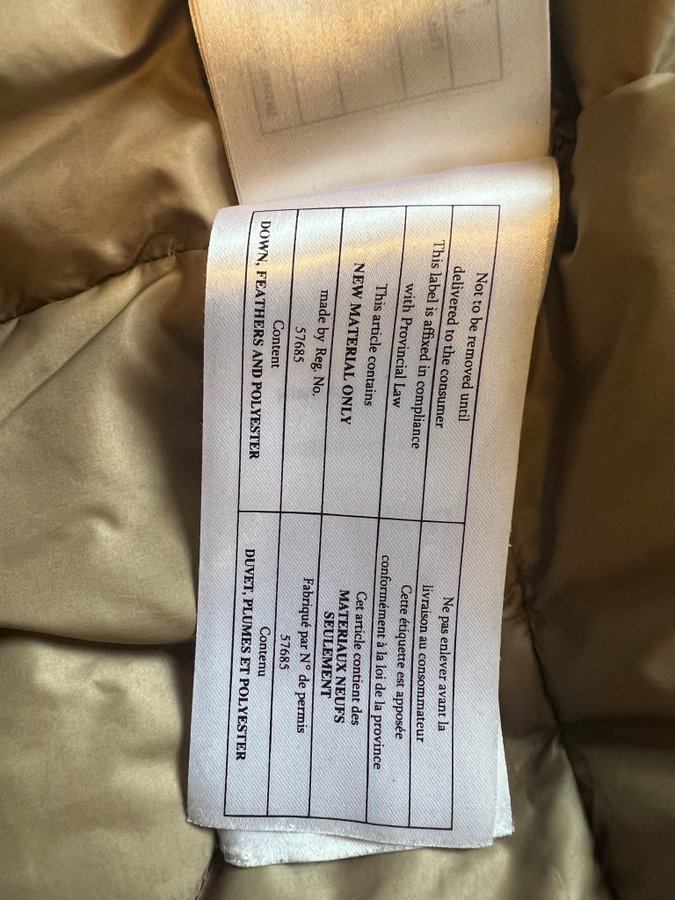 Not to be removed until
delivered to the consumer
This label is affixed in compliance
with Provincial Law
This article contains
NEW MATERIAL ONLY
made by Reg. No.
57685
Content
DOWN, FEATHERS AND POLYESTER
Ne pas enlever avant la
livraison au consommateur
Cette étiquette est apposée
conformément à la loi de la province
Cet article contient des
MATERIAUX NEUFS
SEULEMENT
Fabriqué par N° de permis
57685
Contenu
DUVET, PLUMES ET POLYESTER